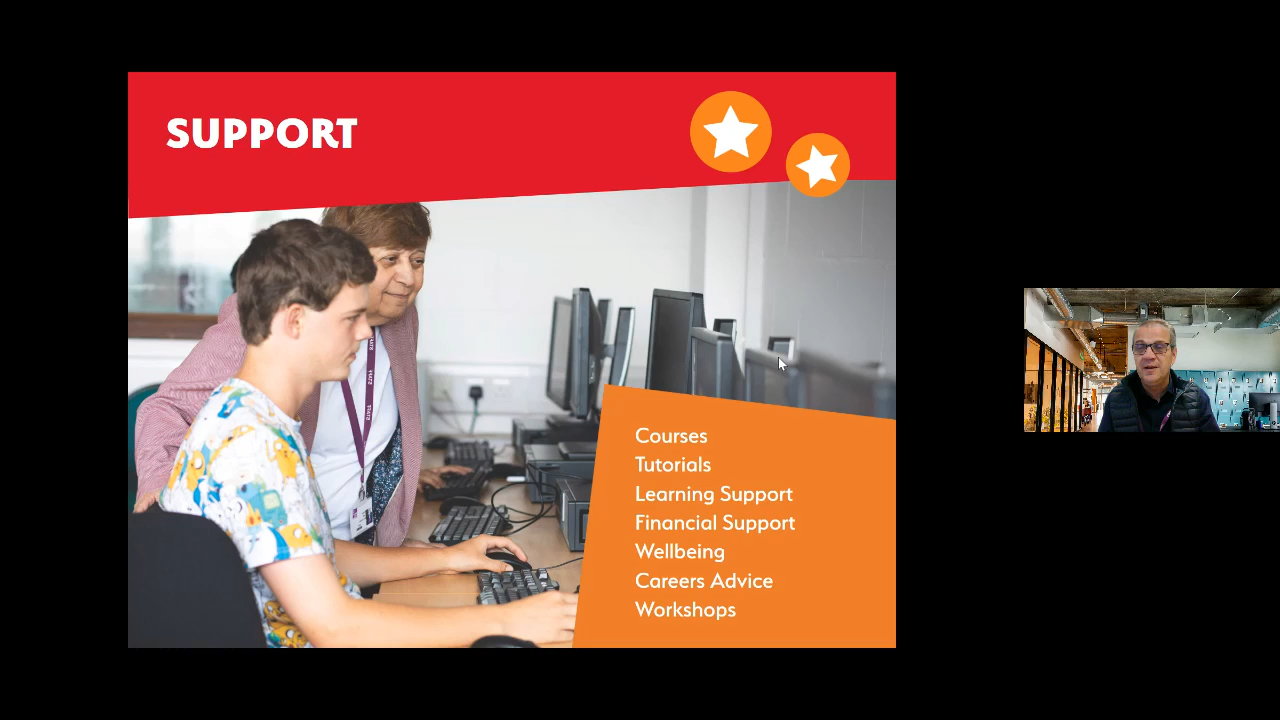 SUPPORT
Courses
Tutorials
Learning Support
Financial Support
Wellbeing
Careers Advice
Workshops